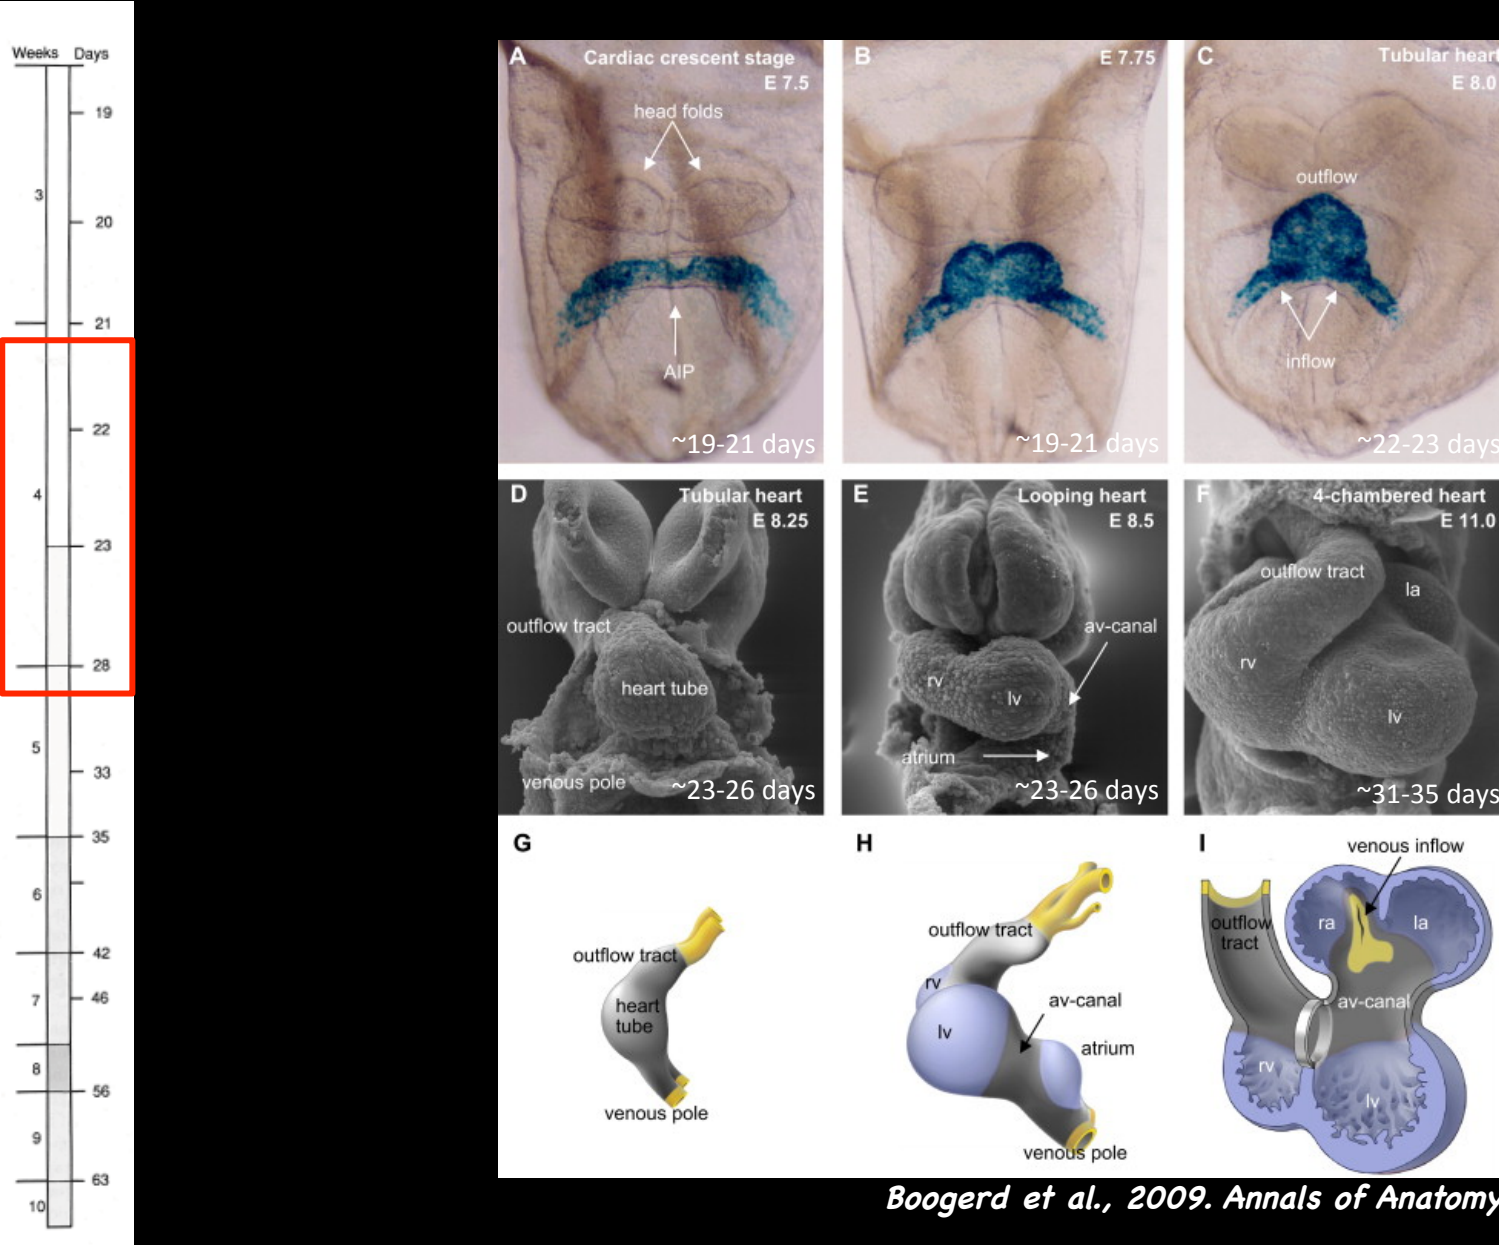 Weeks Days
19
3
20
21
22
4
23
28
5
33
35
6
42
7
46
8
56
9
63
10
A
Cardiac crescent stage
E 7.5
head folds
AIP
~19-21 days
B
E 7.75
~19-21 days
C
Tubular heart
E 8.0
outflow
inflow
~22-23 days
D
Tubular heart
E 8.25
outflow tract
heart tube
venous pole
~23-26 days
E
Looping heart
E 8.5
av-canal
rv
lv
atrium
~23-26 days
F
4-chambered heart
E 11.0
outflow tract
la
rv
lv
~31-35 days
G
outflow tract
heart
tube
venous pole
H
outflow tract
rv
av-canal
lv
atrium
venous pole
I
venous inflow
outflow
tract
ra
la
av-canal
rv
lv
Boogerd et al., 2009. Annals of Anatomy